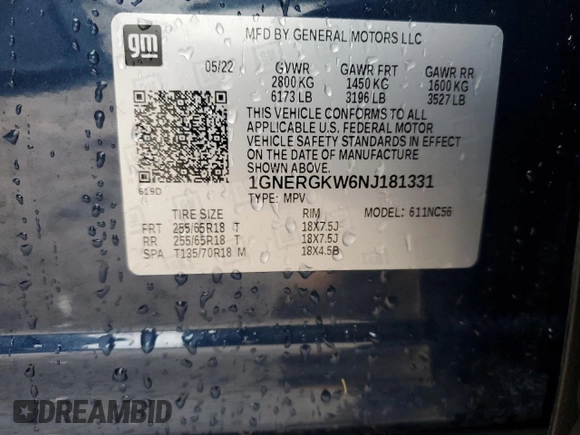 gm
MFD BY GENERAL MOTORS LLC
05/22 GVWR GAWR FRT GAWR RR
2800 KG 1450 KG 1600 KG
6173 LB 3196 LB 3527 LB
THIS VEHICLE CONFORMS TO ALL
APPLICABLE U.S. FEDERAL MOTOR
VEHICLE SAFETY STANDARDS IN EFFECT
ON THE DATE OF MANUFACTURE
SHOWN ABOVE.
619D
1GNERGKW6NJ181331
TYPE: MPV MODEL: 611NC56
TIRE SIZE RIM
FRT 255/65R18 T 18X7.5J
RR 255/65R18 T 18X7.5J
SPA T135/70R18 M 18X4.5B
DREAMBID